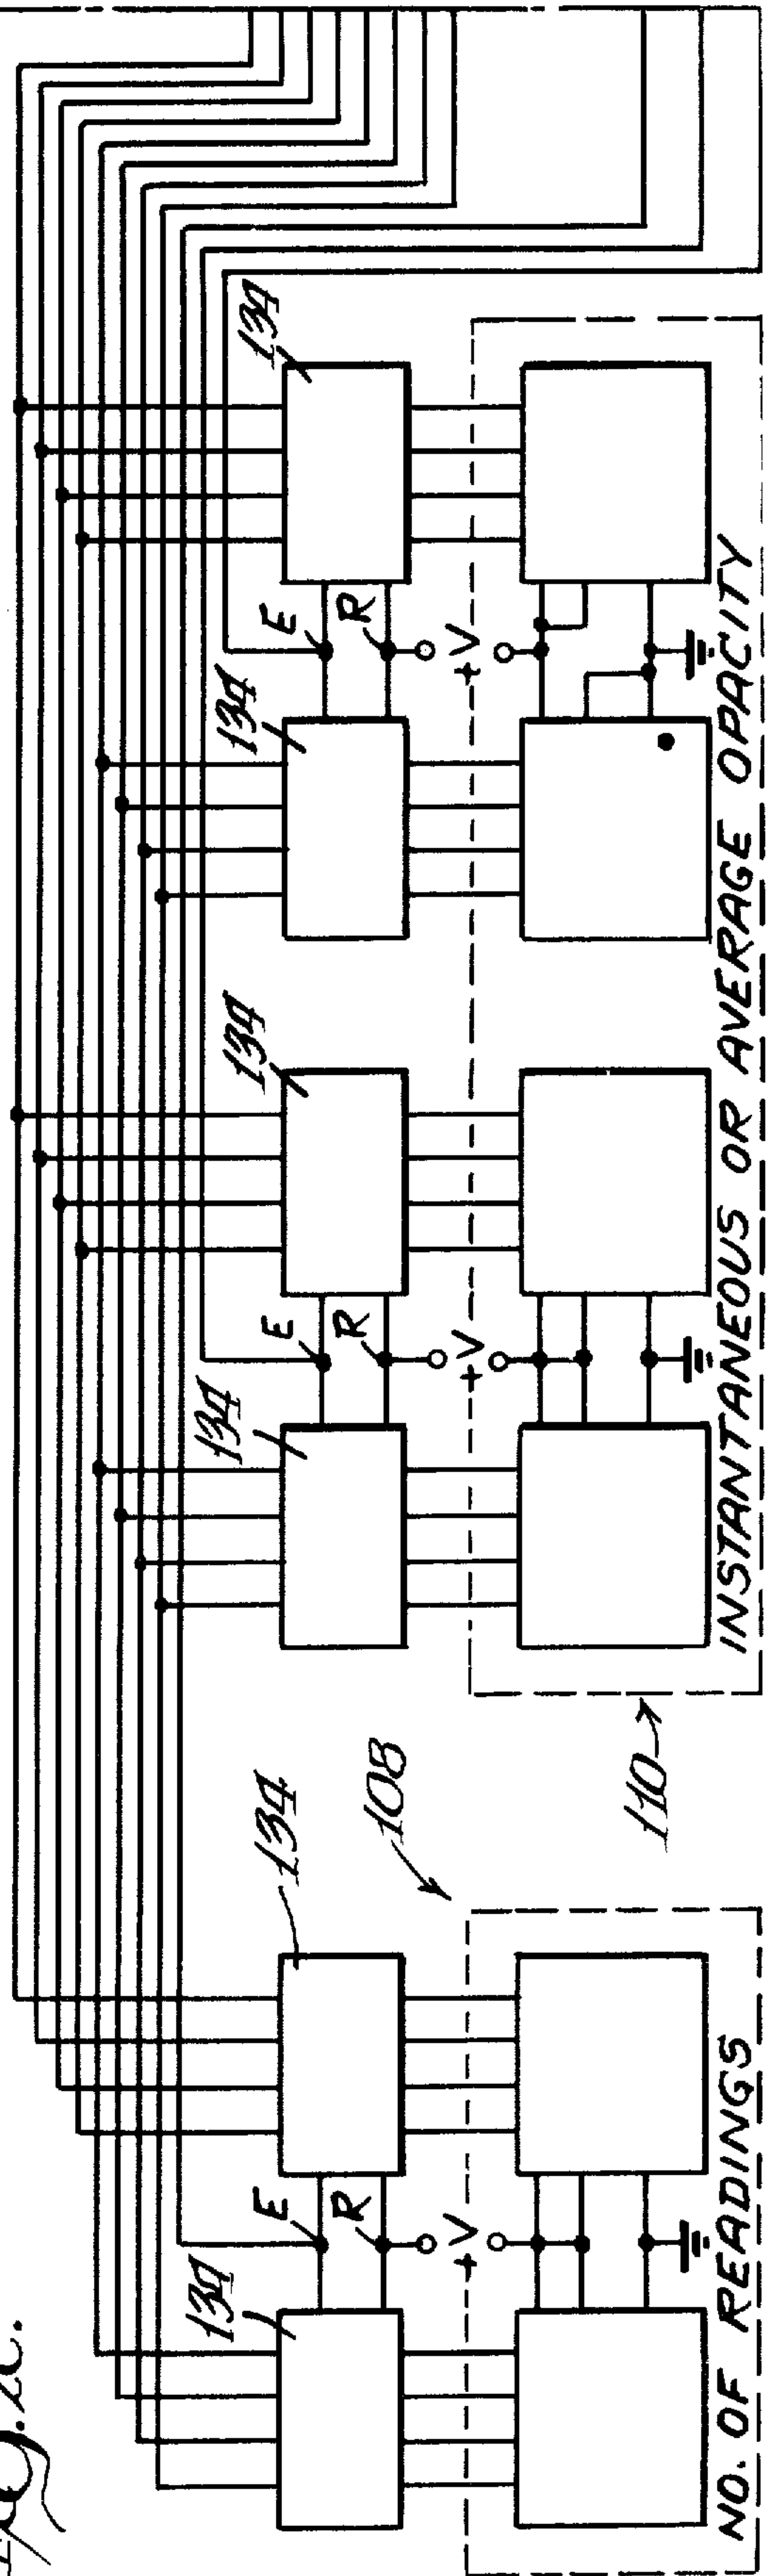 134
134
134
134
134
134
E
R
+V
E
R
+V
E
R
+V
108
110
NO. OF READINGS
INSTANTANEOUS OR AVERAGE OPACITY